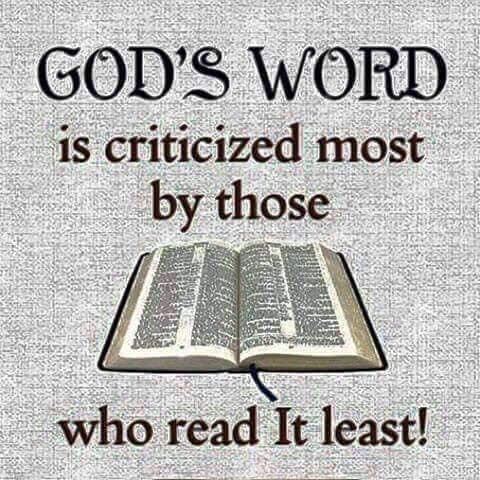 GOD'S WORD
is criticized most
by those
who read It least!